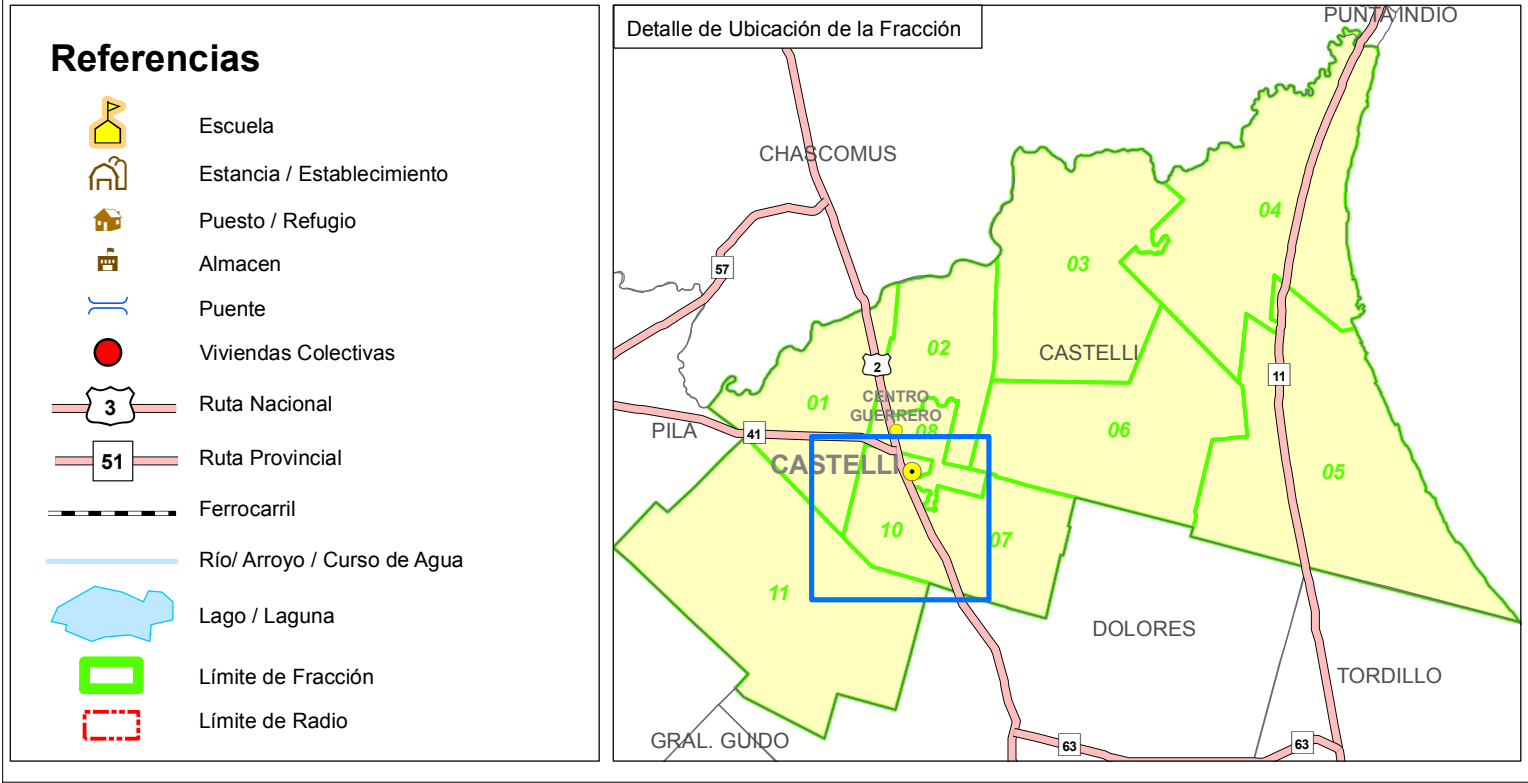 Referencias
Escuela
Estancia / Establecimiento
Puesto / Refugio
Almacen
Puente
Viviendas Colectivas
3
Ruta Nacional
51
Ruta Provincial
Ferrocarril
Río/ Arroyo / Curso de Agua
Lago / Laguna
Límite de Fracción
Límite de Radio
Detalle de Ubicación de la Fracción
PUNTA INDIO
CHASCOMUS
04
03
57
02
CASTELLI
2
11
01
CENTRO
GUERRERO
PILA
41
08
06
CASTELLI
05
10
07
11
DOLORES
TORDILLO
GRAL. GUIDO
63
63